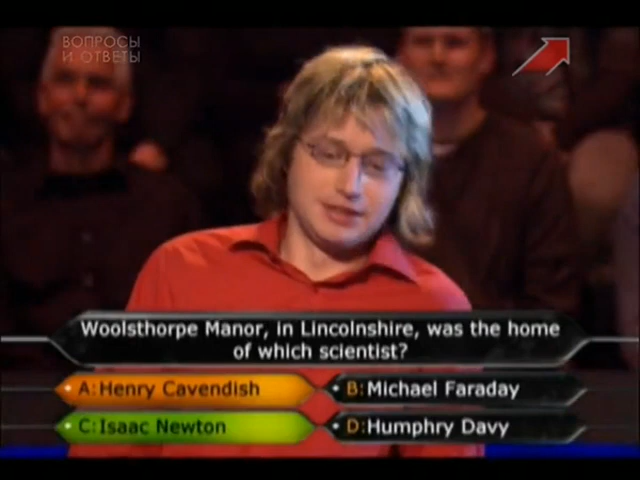 ВОПРОСЫ
И ОТВЕТЫ
Woolsthorpe Manor, in Lincolnshire, was the home
of which scientist?
A: Henry Cavendish
B: Michael Faraday
C: Isaac Newton
D: Humphry Davy